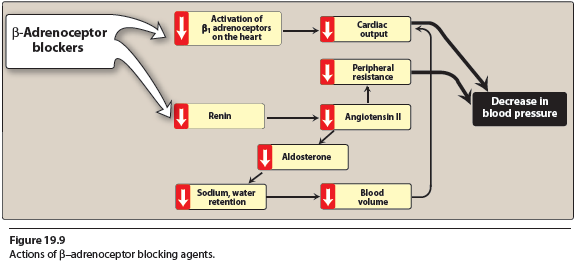 β-Adrenoceptor
blockers
Activation of
β1 adrenoceptors
on the heart
Cardiac
output
Peripheral
resistance
Renin
Angiotensin II
Decrease in
blood pressure
Aldosterone
Sodium, water
retention
Blood
volume
Figure 19.9
Actions of β–adrenoceptor blocking agents.